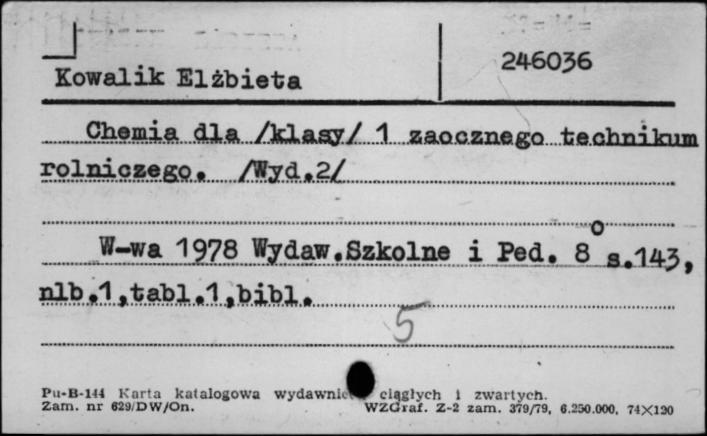 246036
Kowalik Elżbieta
Chemia dla /klasy/ 1 zaocznego technikum
rolniczego. /Wyd.2/
W-wa 1978 Wydaw.Szkolne i Ped. 8° s.143,
nlb.1,tabl.1,bibl.
5
Pu-B-144 Karta katalogowa wydawnic ciągłych i zwartych.
Zam. nr 629/DW/On. WZGraf. Z-2 zam. 379/79, 6.250.000, 74×120